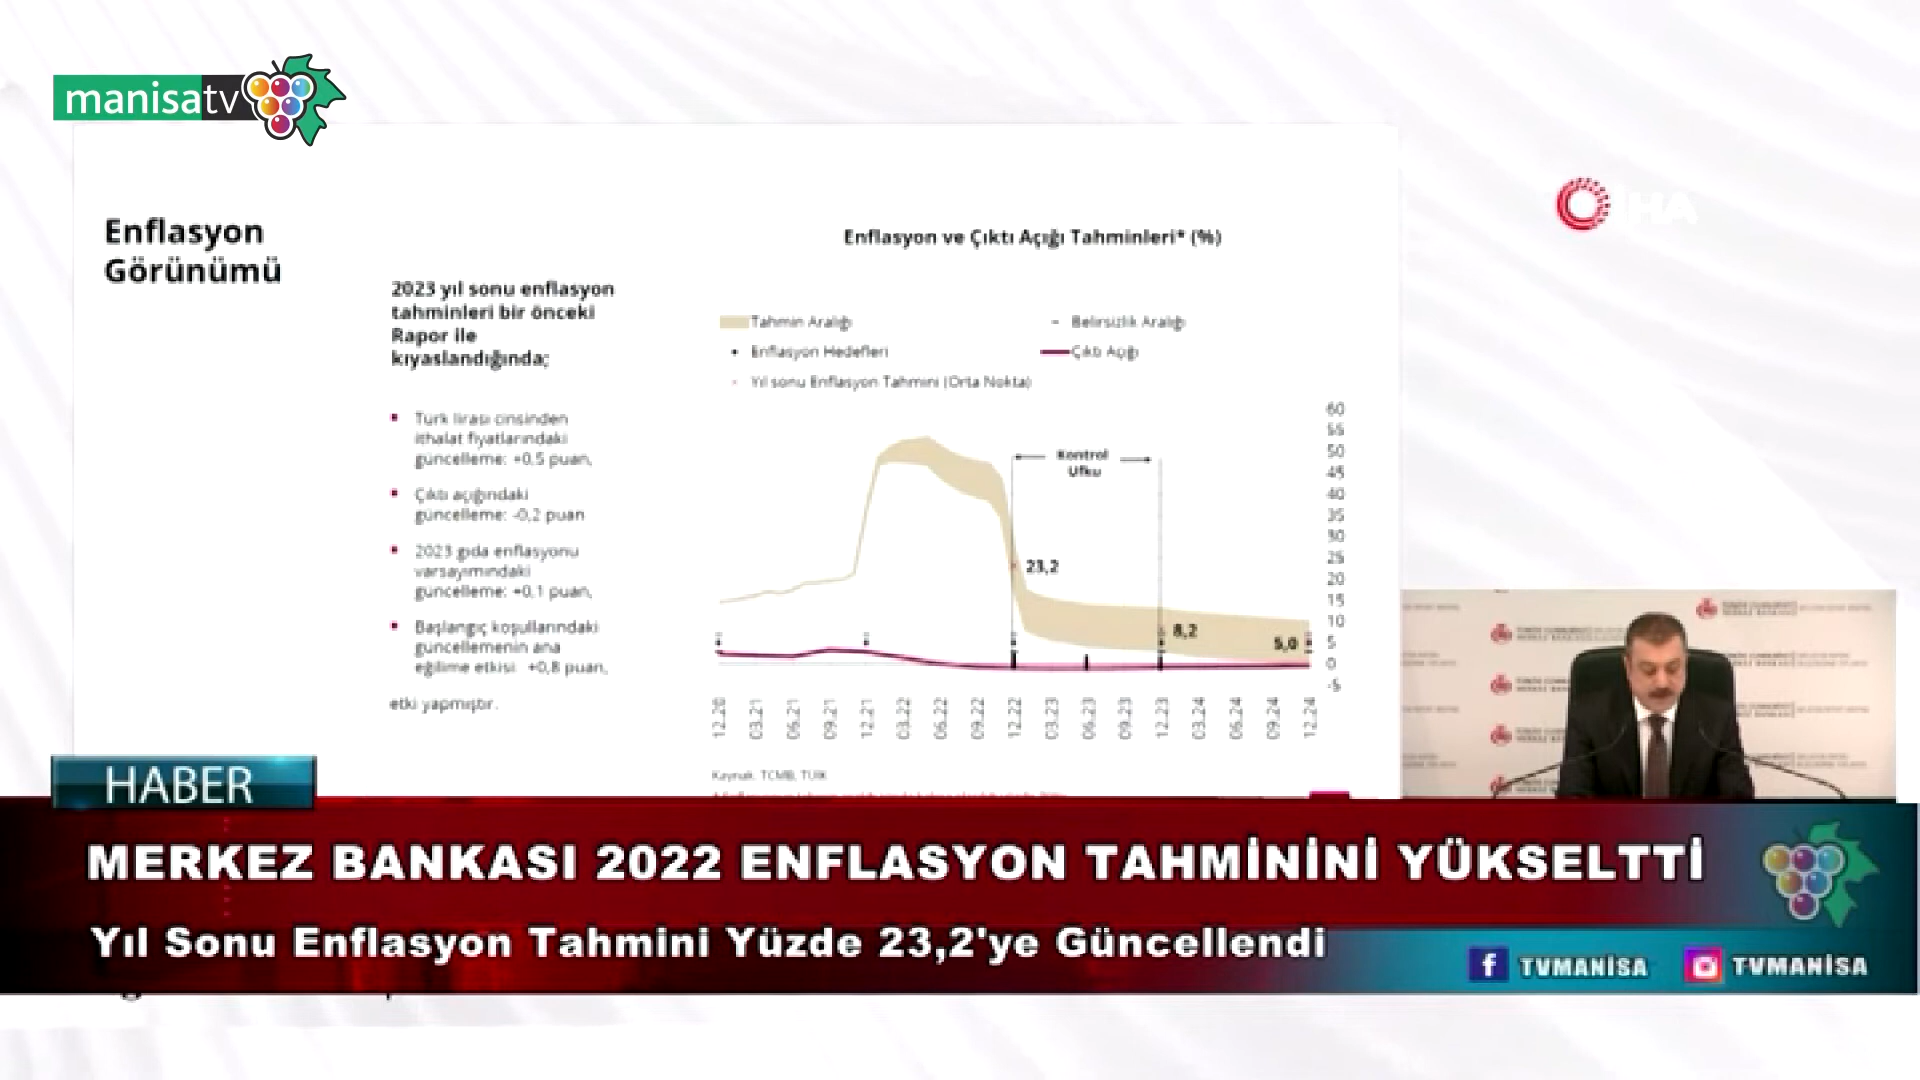 manisatv
İHA
Enflasyon
Görünümü
2023 yıl sonu enflasyon
tahminleri bir önceki
Rapor ile
kıyaslandığında;
Türk lirası cinsinden
ithalat fiyatlarındaki
güncelleme: +0,5 puan,
Çıktı açığındaki
güncelleme: -0,2 puan
2023 gıda enflasyonu
varsayımındaki
güncelleme: +0,1 puan,
Başlangıç koşullarındaki
güncellemenin ana
eğilime etkisi +0,8 puan,
etki yapmıştır.
Enflasyon ve Çıktı Açığı Tahminleri* (%)
Tahmin Aralığı
Belirsizlik Aralığı
Enflasyon Hedefleri
Çıktı Açığı
Yıl sonu Enflasyon Tahmini (Orta Nokta)
60
55
50
45
40
35
30
25
20
15
10
5
0
-5
Kontrol
Ufku
23,2
8,2
5,0
12.20 03.21 06.21 09.21 12.21 03.22 06.22 09.22 12.22 03.23 06.23 09.23 12.23 03.24 06.24 09.24 12.24
Kaynak: TCMB, TÜİK
HABER
MERKEZ BANKASI 2022 ENFLASYON TAHMİNİNİ YÜKSELTTİ
Yıl Sonu Enflasyon Tahmini Yüzde 23,2'ye Güncellendi
TVMANİSA
TVMANİSA